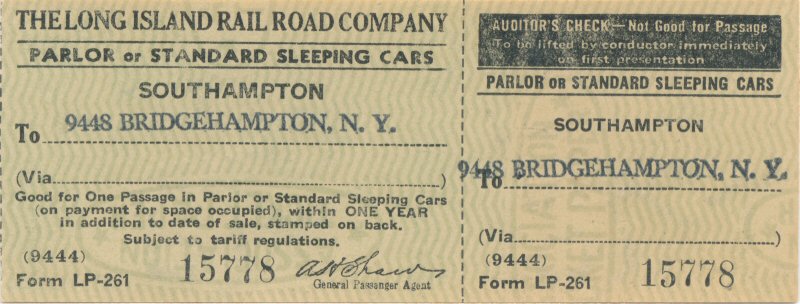 THE LONG ISLAND RAIL ROAD COMPANY
PARLOR or STANDARD SLEEPING CARS
SOUTHAMPTON
To 9448 BRIDGEHAMPTON, N. Y.
(Via)
Good for One Passage in Parlor or Standard Sleeping Cars
(on payment for space occupied), within ONE YEAR
in addition to date of sale, stamped on back.
Subject to tariff regulations.
(9444)
Form LP-261 15778
General Passenger Agent
AUDITOR'S CHECK—Not Good for Passage
To be lifted by conductor immediately
on first presentation
PARLOR or STANDARD SLEEPING CARS
SOUTHAMPTON
To 9448 BRIDGEHAMPTON, N. Y.
(Via)
(9444)
Form LP-261 15778